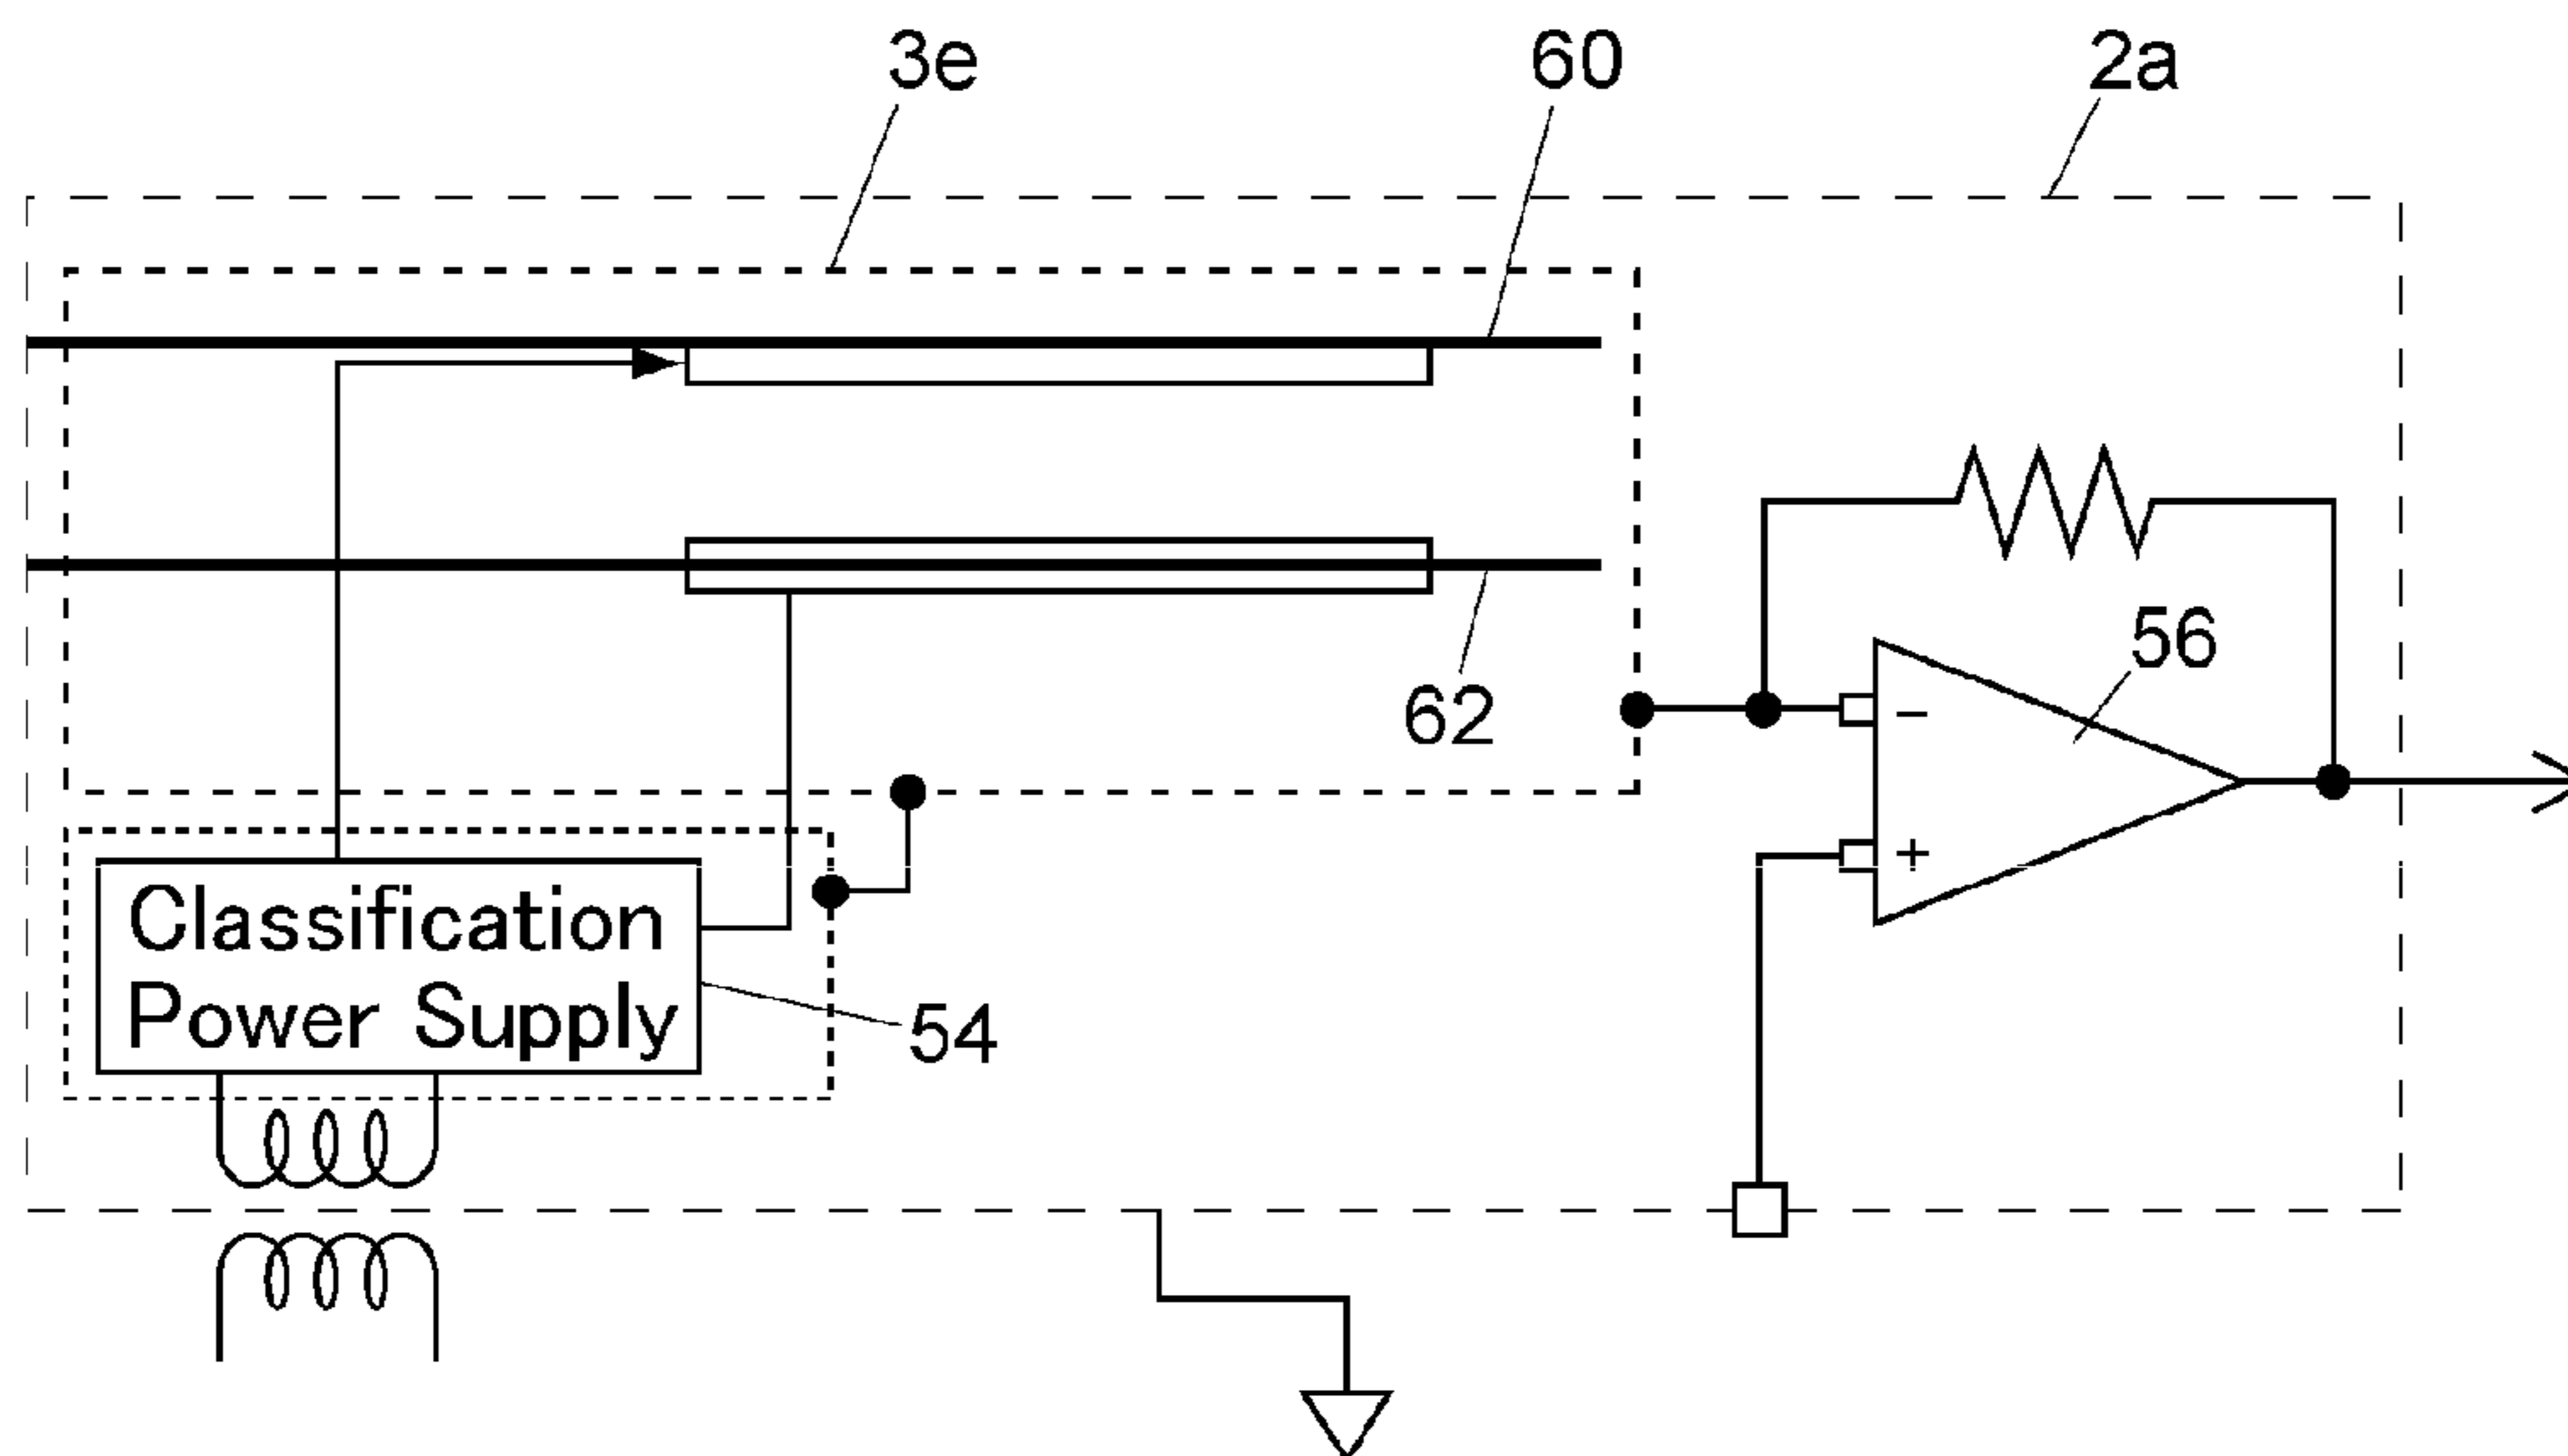 3e
60
2a
56
62
−
+
Classification
Power Supply
54